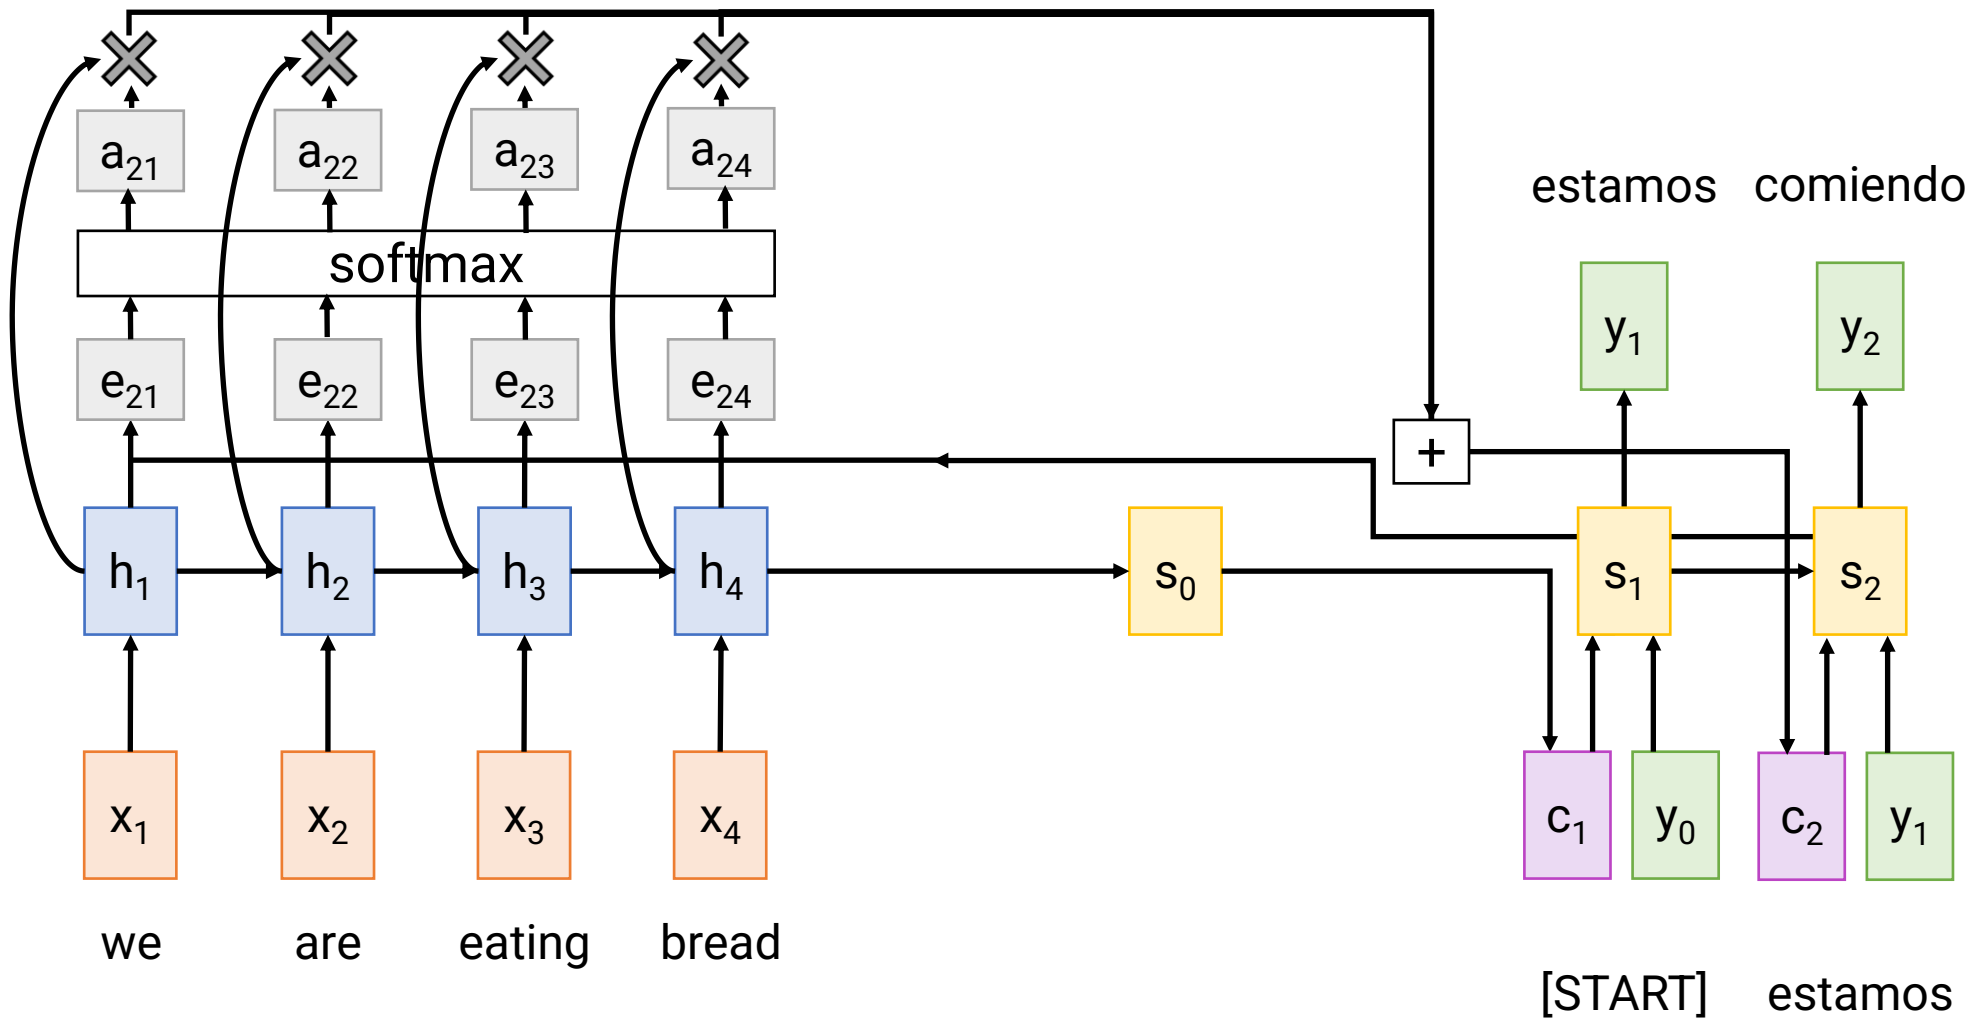 a21 a22 a23 a24
estamos comiendo
softmax
y1 y2
e21 e22 e23 e24
+
h1 h2 h3 h4 s0 s1 s2
x1 x2 x3 x4 c1 y0 c2 y1
we are eating bread
[START] estamos